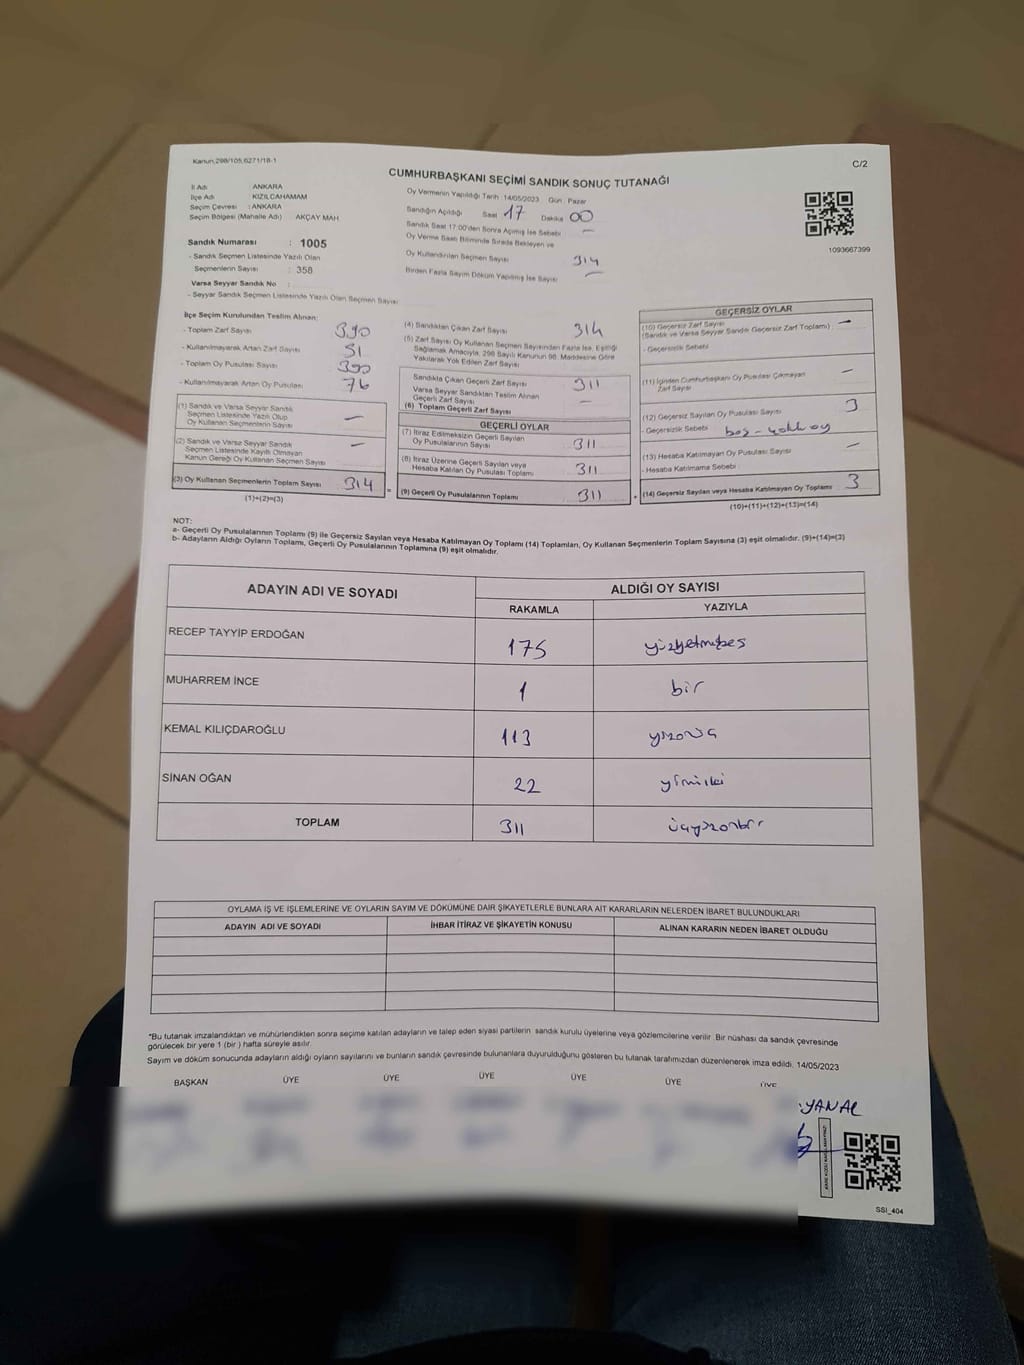 Kanun,298/105,6271/18-1
C/2
CUMHURBAŞKANI SEÇİMİ SANDIK SONUÇ TUTANAĞI
İl Adı ANKARA
İlçe Adı KIZILCAHAMAM
Seçim Çevresi : ANKARA
Seçim Bölgesi (Mahalle Adı) AKÇAY MAH
Oy Vermenin Yapıldığı Tarih :14/05/2023 Gün : Pazar
Sandığın Açıldığı Saat 17 Dakika 00
Sandık Saat 17:00'den Sonra Açılmış İse Sebebi —
Oy Verme Saati Bitiminde Sırada Bekleyen ve
Oy Kullandırılan Seçmen Sayısı 314
Birden Fazla Sayım Döküm Yapılmış İse Sayısı —
1093667399
Sandık Numarası : 1005
- Sandık Seçmen Listesinde Yazılı Olan
Seçmenlerin Sayısı : 358
Varsa Seyyar Sandık No :
- Seyyar Sandık Seçmen Listesinde Yazılı Olan Seçmen Sayısı
İlçe Seçim Kurulundan Teslim Alınan:
- Toplam Zarf Sayısı 390
- Kullanılmayarak Artan Zarf Sayısı
- Toplam Oy Pusulası Sayısı 390
- Kullanılmayarak Artan Oy Pusulası 76
(1) Sandık ve Varsa Seyyar Sandık
Seçmen Listesinde Yazılı Olup
Oy Kullanan Seçmenlerin Sayısı —
(2) Sandık ve Varsa Seyyar Sandık
Seçmen Listesinde Kayıtlı Olmayan
Kanun Gereği Oy Kullanan Seçmen Sayısı —
(3) Oy Kullanan Seçmenlerin Toplam Sayısı 314
(1)+(2)=(3)
(4) Sandıktan Çıkan Zarf Sayısı 314
(5) Zarf Sayısı Oy Kullanan Seçmen Sayısından Fazla İse, Eşitliği
Sağlamak Amacıyla, 298 Sayılı Kanunun 98. Maddesine Göre
Yakılarak Yok Edilen Zarf Sayısı
Sandıkta Çıkan Geçerli Zarf Sayısı 311
Varsa Seyyar Sandıktan Teslim Alınan
Geçerli Zarf Sayısı —
(6) Toplam Geçerli Zarf Sayısı
GEÇERLİ OYLAR
(7) İtiraz Edilmeksizin Geçerli Sayılan
Oy Pusulalarının Sayısı 311
(8) İtiraz Üzerine Geçerli Sayılan veya
Hesaba Katılan Oy Pusulası Toplamı 311
(9) Geçerli Oy Pusulalarının Toplamı 311
GEÇERSİZ OYLAR
(10) Geçersiz Zarf Sayısı —
(Sandık ve Varsa Seyyar Sandık Geçersiz Zarf Toplamı)
- Geçersizlik Sebebi
(11) İçinden Cumhurbaşkanı Oy Pusulası Çıkmayan —
Zarf Sayısı
(12) Geçersiz Sayılan Oy Pusulası Sayısı 3
- Geçersizlik Sebebi boş -
(13) Hesaba Katılmayan Oy Pusulası Sayısı —
- Hesaba Katılmama Sebebi
(14) Geçersiz Sayılan veya Hesaba Katılmayan Oy Toplamı 3
(10)+(11)+(12)+(13)=(14)
NOT:
a- Geçerli Oy Pusulalarının Toplamı (9) ile Geçersiz Sayılan veya Hesaba Katılmayan Oy Toplamı (14) Toplamları, Oy Kullanan Seçmenlerin Toplam Sayısına (3) eşit olmalıdır. (9)+(14)=(3)
b- Adayların Aldığı Oyların Toplamı, Geçerli Oy Pusulalarının Toplamına (9) eşit olmalıdır.
ADAYIN ADI VE SOYADI ALDIĞI OY SAYISI
RAKAMLA YAZIYLA
RECEP TAYYİP ERDOĞAN 175
MUHARREM İNCE 1 bir
KEMAL KILIÇDAROĞLU 113
SİNAN OĞAN 22
TOPLAM 311
OYLAMA İŞ VE İŞLEMLERİNE VE OYLARIN SAYIM VE DÖKÜMÜNE DAİR ŞİKAYETLERLE BUNLARA AİT KARARLARIN NELERDEN İBARET BULUNDUKLARI
ADAYIN ADI VE SOYADI İHBAR İTİRAZ VE ŞİKAYETİN KONUSU ALINAN KARARIN NEDEN İBARET OLDUĞU
*Bu tutanak imzalandıktan ve mühürlendikten sonra seçime katılan adayların ve talep eden siyasi partilerin sandık kurulu üyelerine veya gözlemcilerine verilir. Bir nüshası da sandık çevresinde
görülecek bir yere 1 (bir ) hafta süreyle asılır.
Sayım ve döküm sonucunda adayların aldığı oyların sayılarını ve bunların sandık çevresinde bulunanlara duyurulduğunu gösteren bu tutanak tarafımızdan düzenlenerek imza edildi. 14/05/2023
BAŞKAN ÜYE ÜYE ÜYE ÜYE ÜYE ÜYE
YANAL
SSI_404